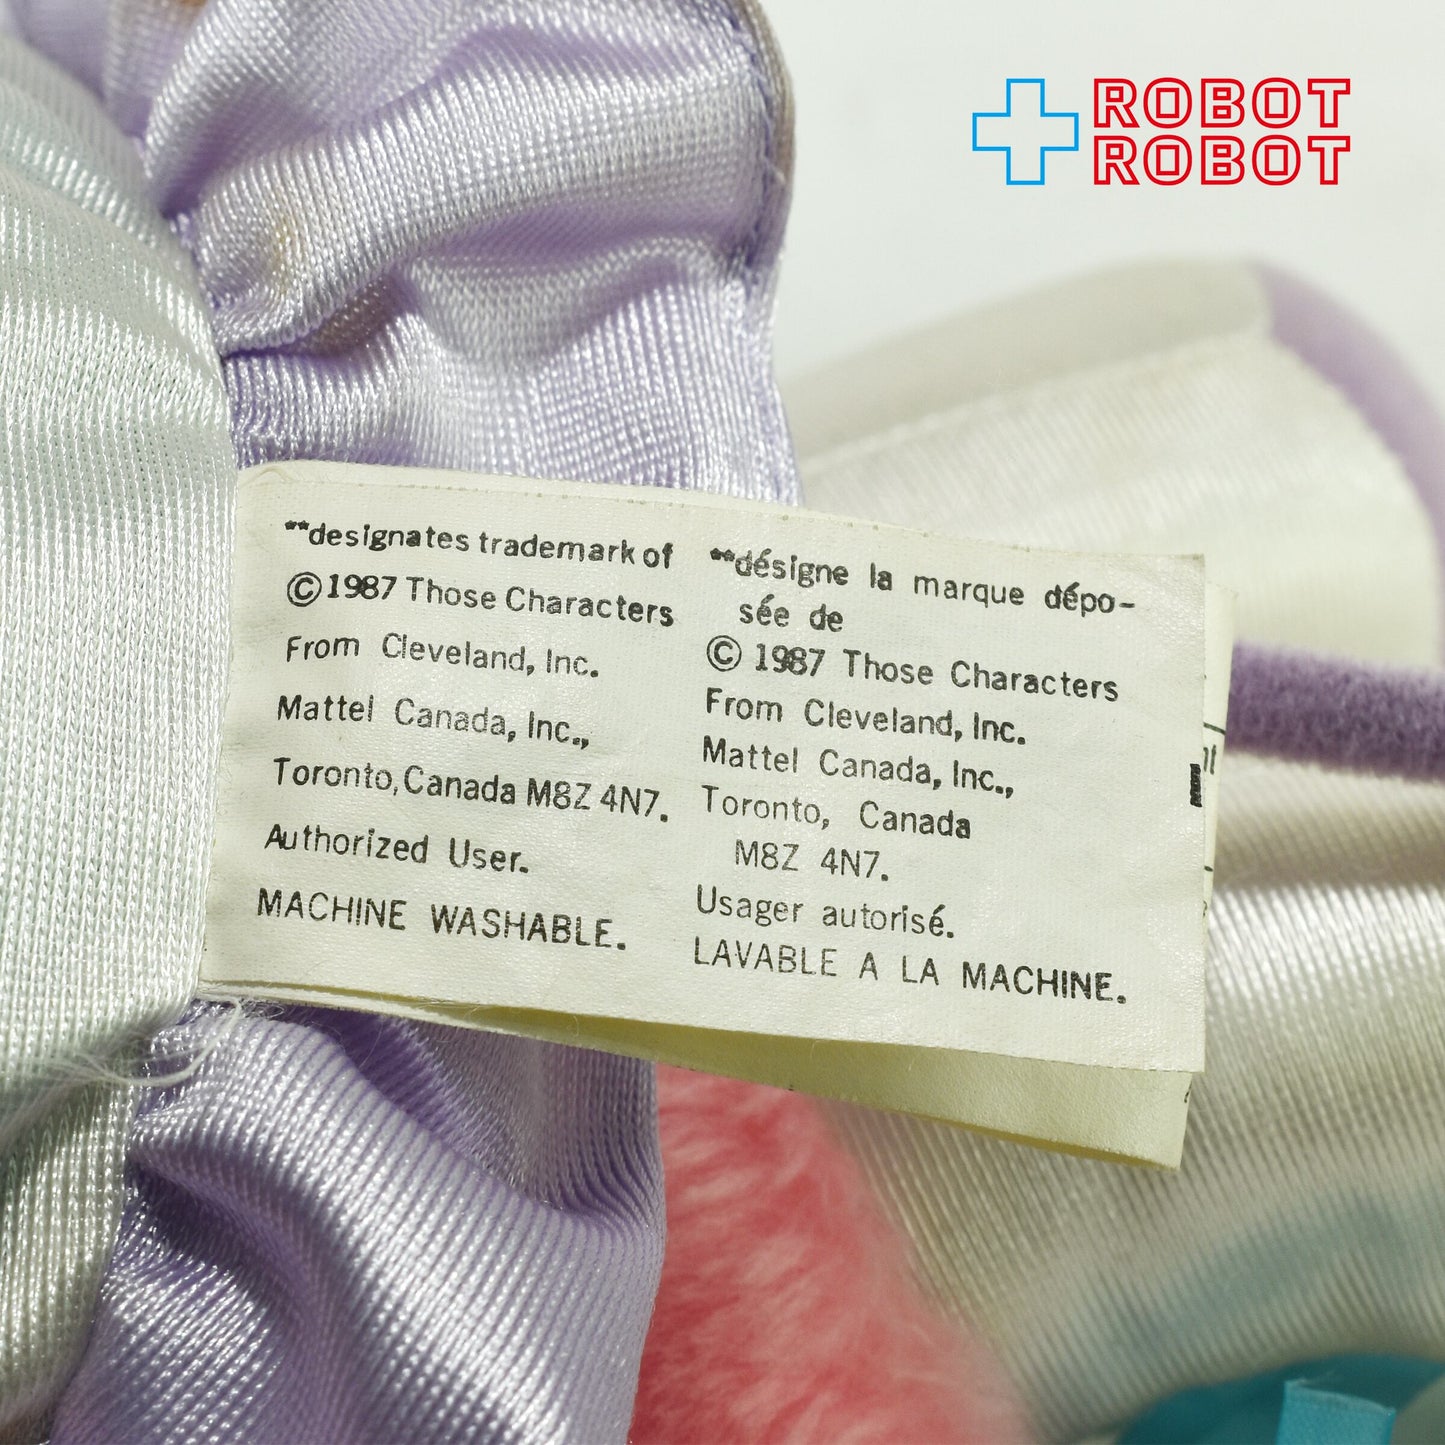 ROBOT
ROBOT
**designates trademark of
©1987 Those Characters
From Cleveland, Inc.
Mattel Canada, Inc.,
Toronto, Canada M8Z 4N7.
Authorized User.
MACHINE WASHABLE.
**désigne la marque dépo-
sée de
© 1987 Those Characters
From Cleveland, Inc.
Mattel Canada, Inc.,
Toronto, Canada
M8Z 4N7.
Usager autorisé.
LAVABLE A LA MACHINE.